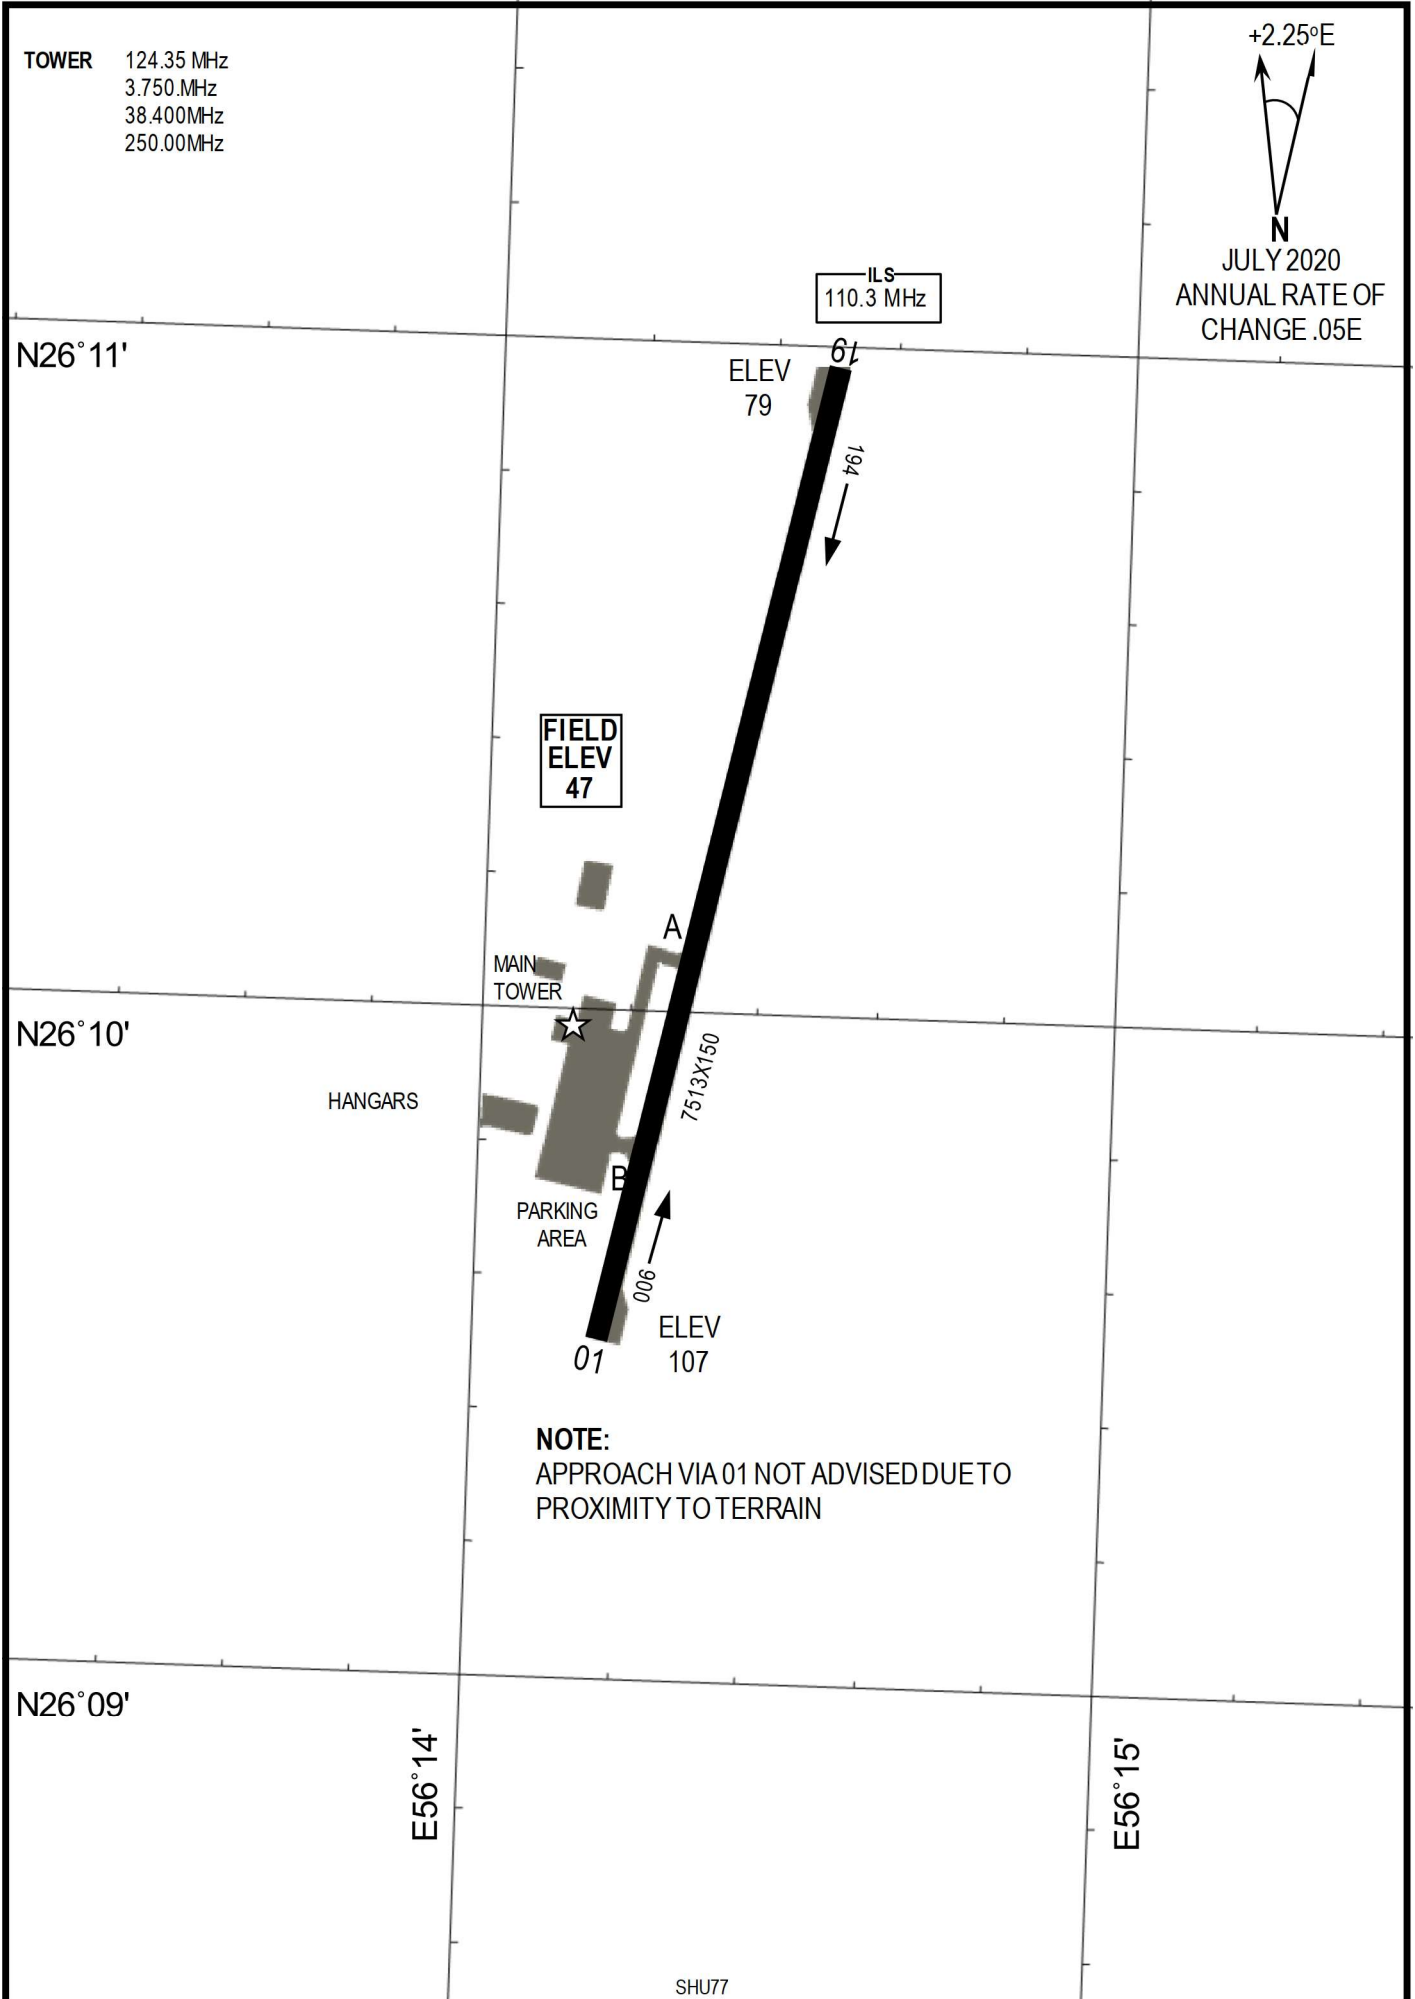 TOWER 124.35 MHz
3.750.MHz
38.400MHz
250.00MHz
+2.25ºE
N
JULY 2020
ANNUAL RATE OF
CHANGE .05E
ILS
110.3 MHz
N26°11'
19
ELEV
79
194
FIELD
ELEV
47
A
MAIN
TOWER
N26°10'
7513X150
HANGARS
B
PARKING
AREA
006
ELEV
107
01
NOTE:
APPROACH VIA 01 NOT ADVISED DUE TO
PROXIMITY TO TERRAIN
N26°09'
E56°14'
E56°15'
SHU77